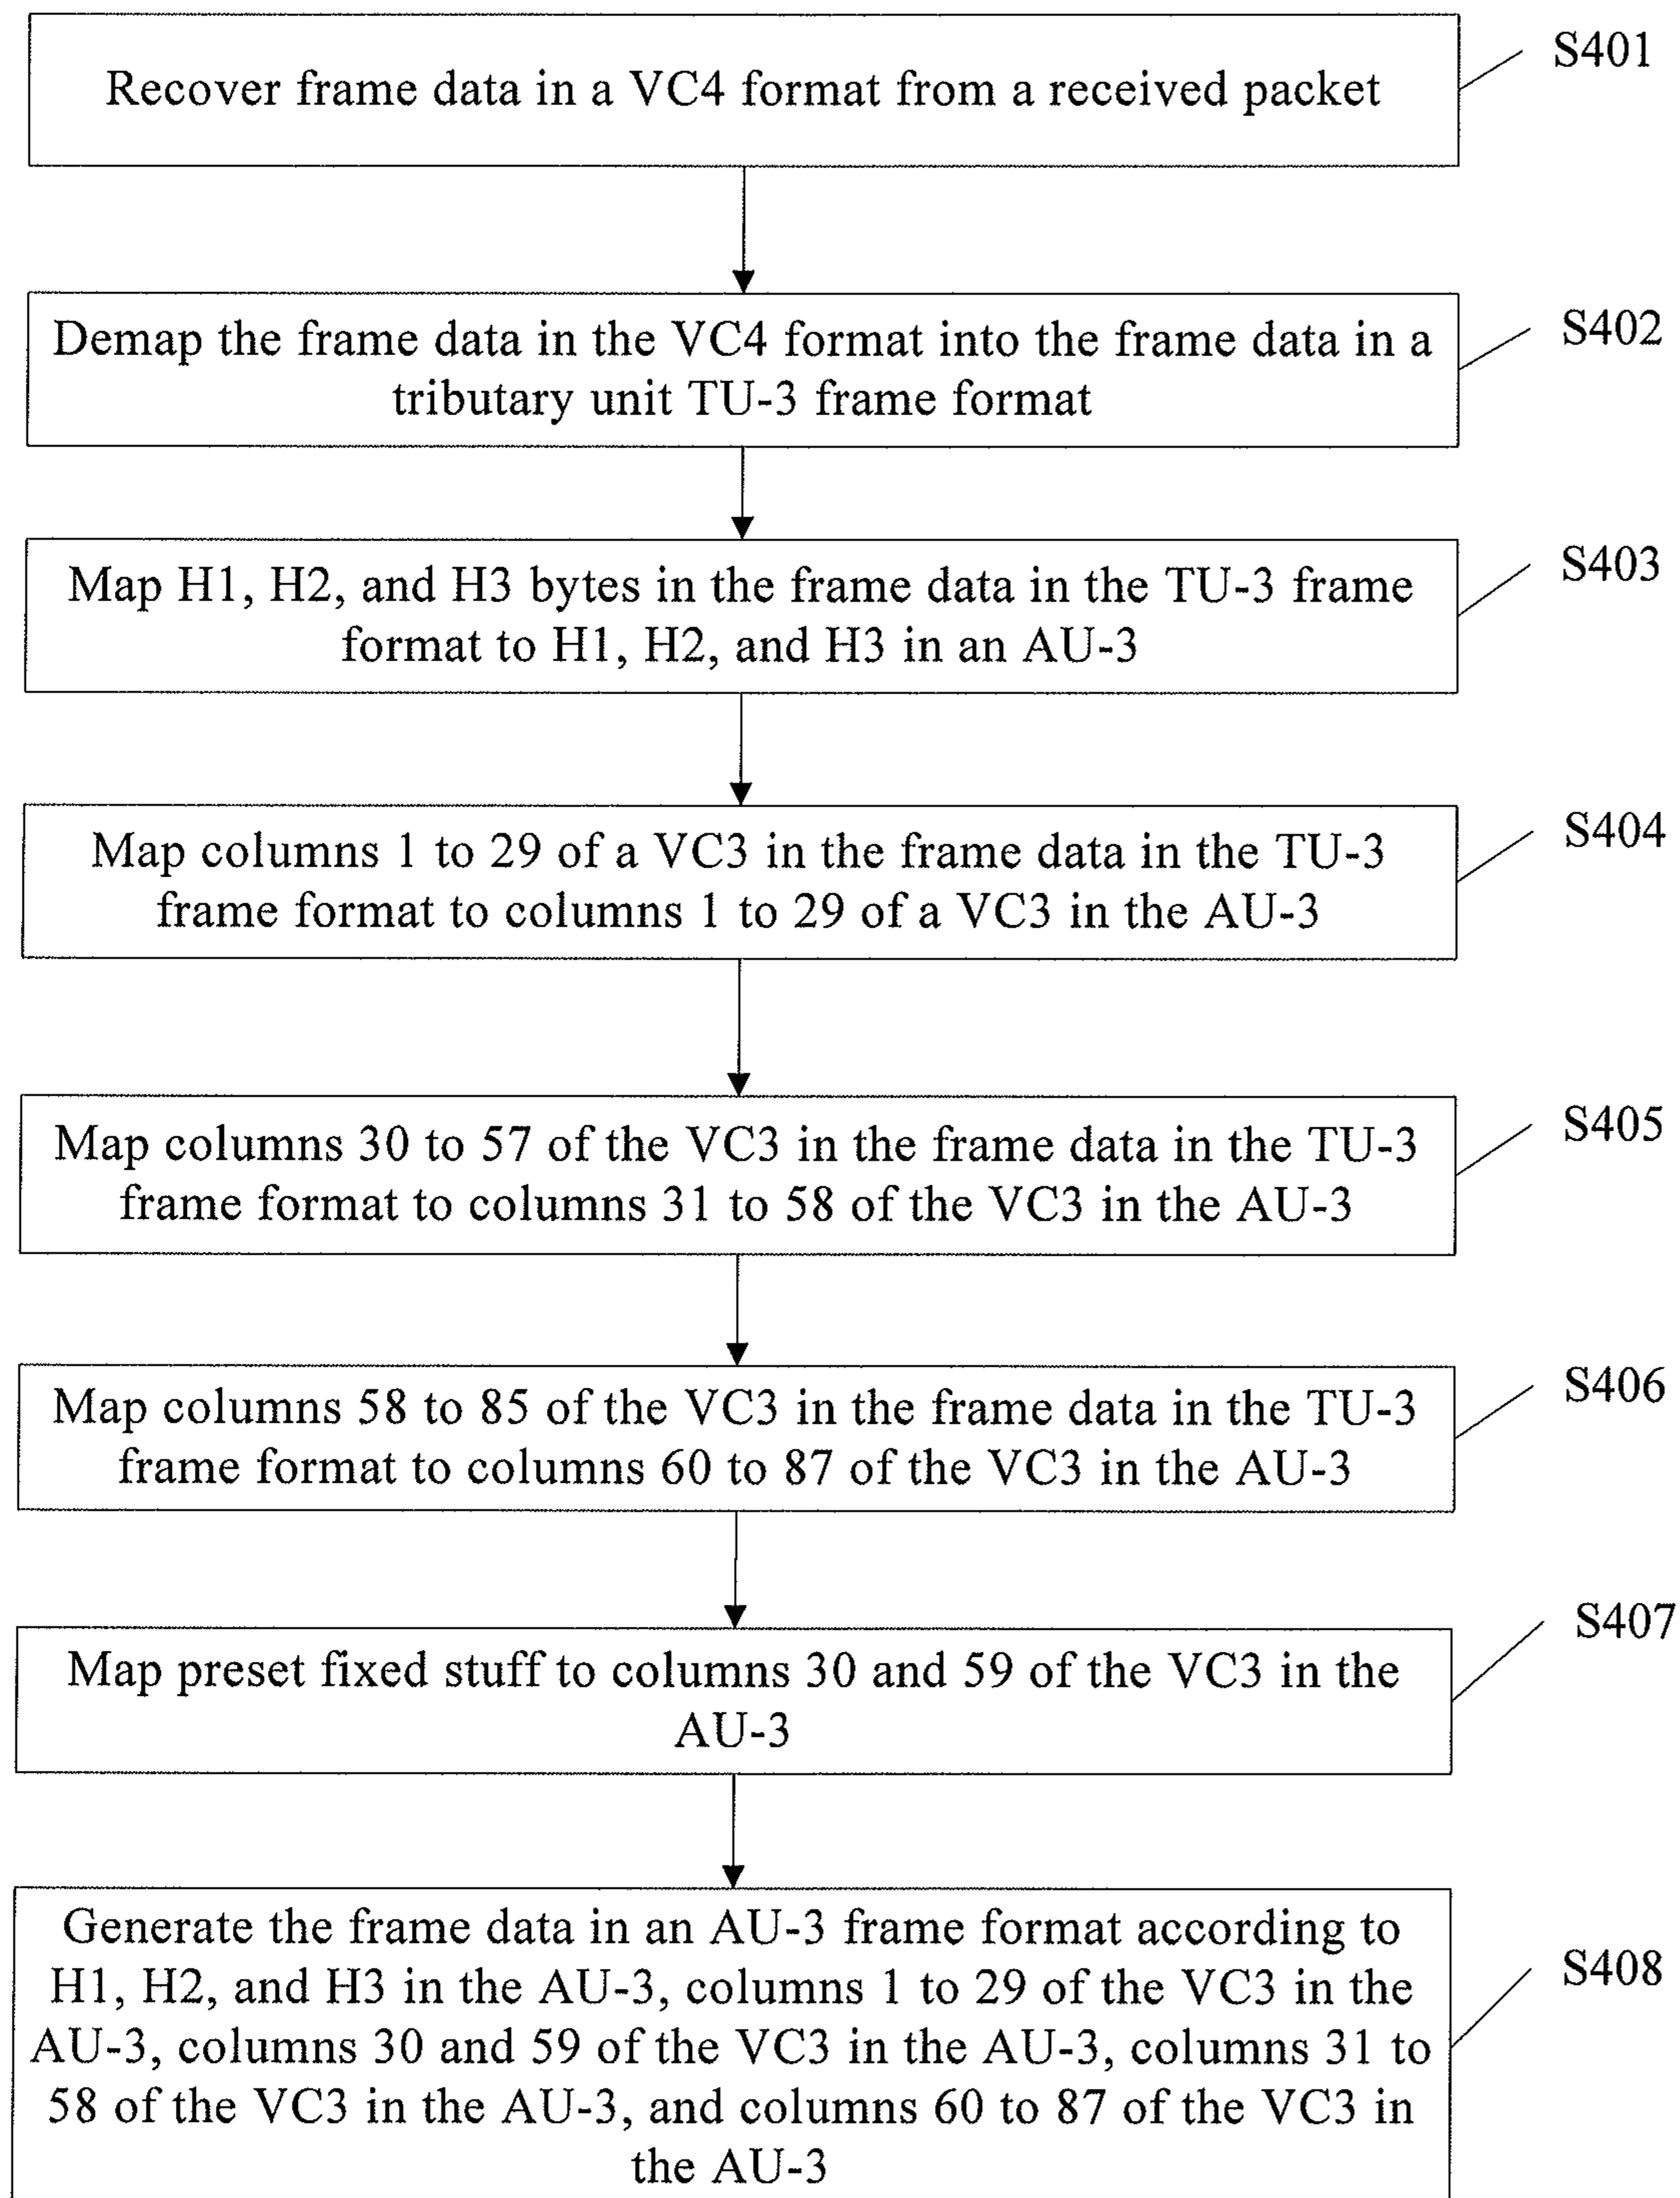 Recover frame data in a VC4 format from a received packet
S401
Demap the frame data in the VC4 format into the frame data in a
tributary unit TU-3 frame format
S402
Map H1, H2, and H3 bytes in the frame data in the TU-3 frame
format to H1, H2, and H3 in an AU-3
S403
Map columns 1 to 29 of a VC3 in the frame data in the TU-3
frame format to columns 1 to 29 of a VC3 in the AU-3
S404
Map columns 30 to 57 of the VC3 in the frame data in the TU-3
frame format to columns 31 to 58 of the VC3 in the AU-3
S405
Map columns 58 to 85 of the VC3 in the frame data in the TU-3
frame format to columns 60 to 87 of the VC3 in the AU-3
S406
Map preset fixed stuff to columns 30 and 59 of the VC3 in the
AU-3
S407
Generate the frame data in an AU-3 frame format according to
H1, H2, and H3 in the AU-3, columns 1 to 29 of the VC3 in the
AU-3, columns 30 and 59 of the VC3 in the AU-3, columns 31 to
58 of the VC3 in the AU-3, and columns 60 to 87 of the VC3 in
the AU-3
S408